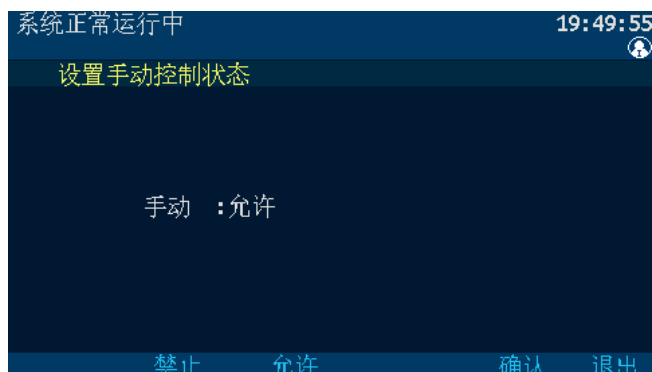 系统正常运行中 19:49:55
设置手动控制状态
手动 :允许
禁止 允许 确认 退出